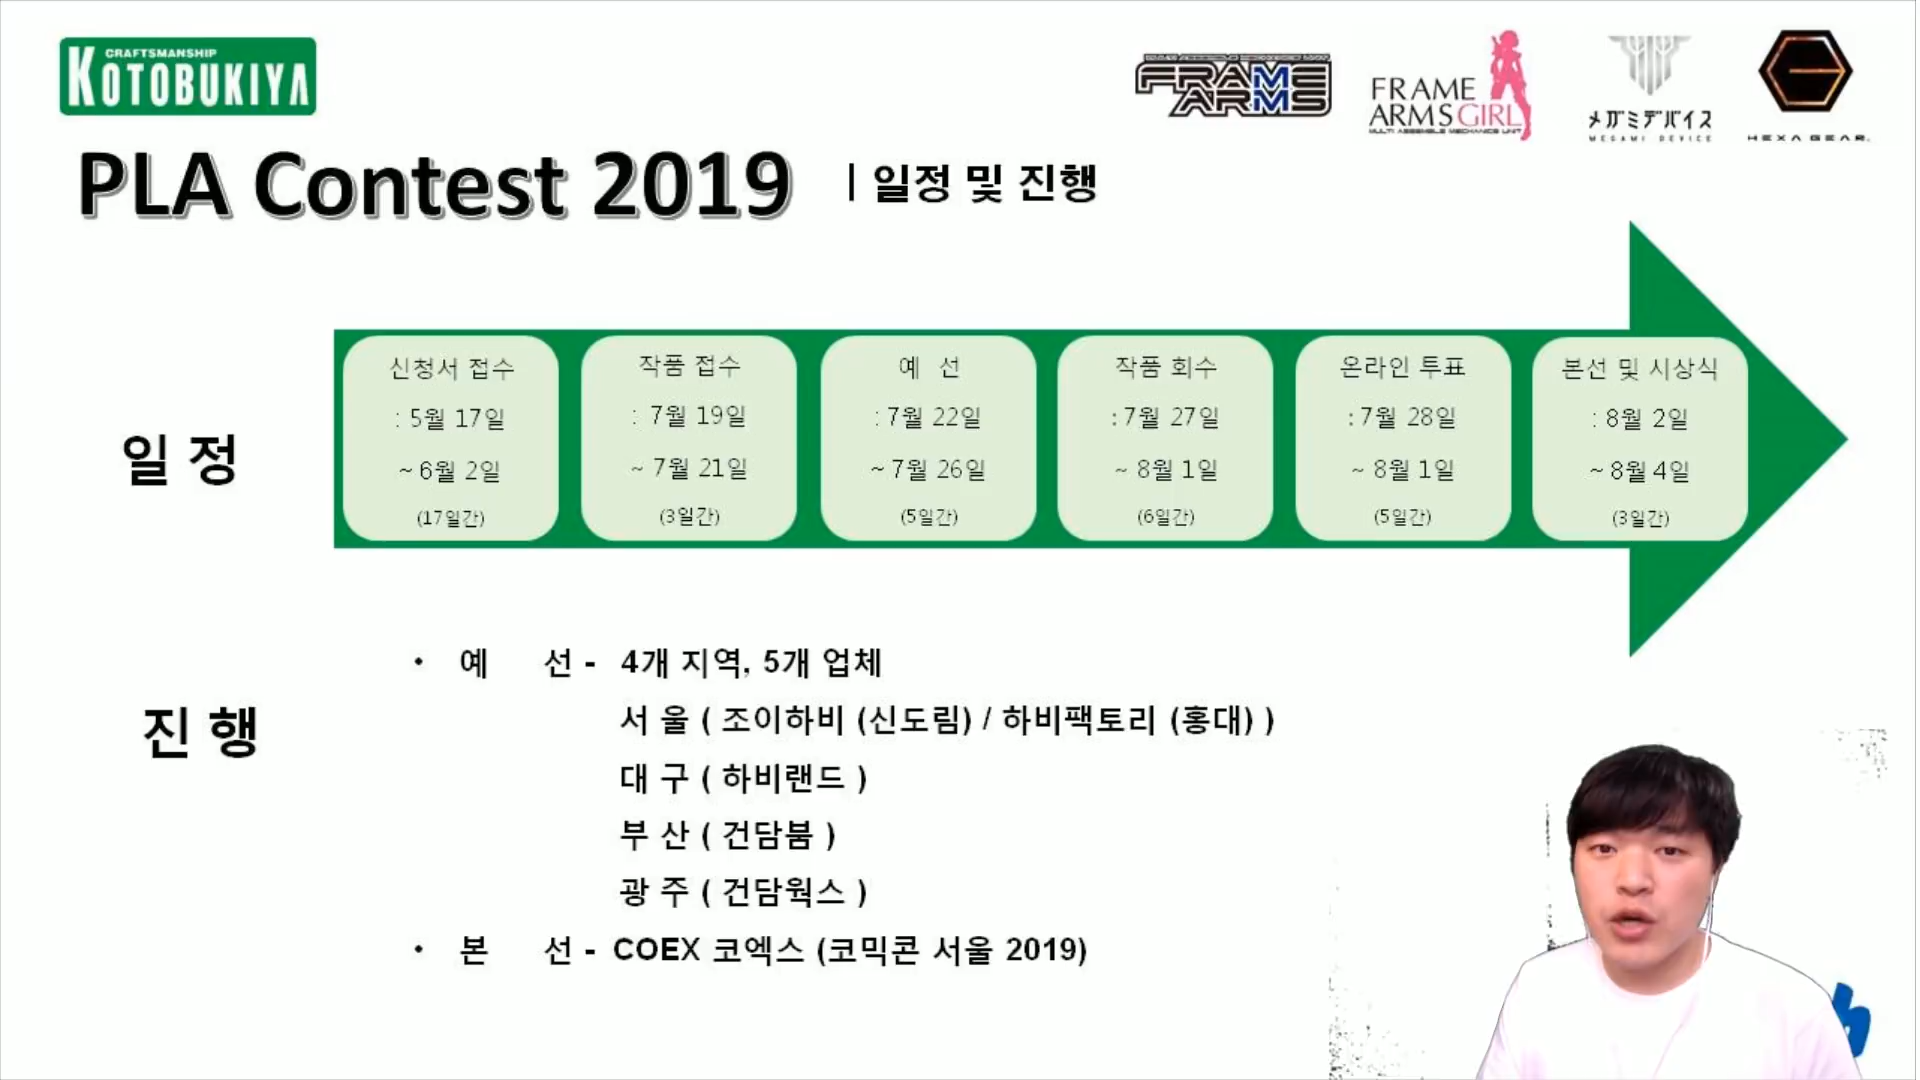 CRAFTSMANSHIP
KOTOBUKIYA
FRAME ARMS
FRAME
ARMS GIRL
MULTI ASSEMBLE MECHANICS UNIT
メガミデバイス
MEGAMI DEVICE
HEXA GEAR
PLA Contest 2019 | 일정 및 진행
일 정
신청서 접수
: 5월 17일
~ 6월 2일
(17일간)
작품 접수
: 7월 19일
~ 7월 21일
(3일간)
예 선
: 7월 22일
~ 7월 26일
(5일간)
작품 회수
: 7월 27일
~ 8월 1일
(6일간)
온라인 투표
: 7월 28일
~ 8월 1일
(5일간)
본선 및 시상식
: 8월 2일
~ 8월 4일
(3일간)
진 행
• 예 선 - 4개 지역, 5개 업체
서 울 ( 조이하비 (신도림) / 하비팩토리 (홍대) )
대 구 ( 하비랜드 )
부 산 ( 건담붐 )
광 주 ( 건담웍스 )
• 본 선 - COEX 코엑스 (코믹콘 서울 2019)